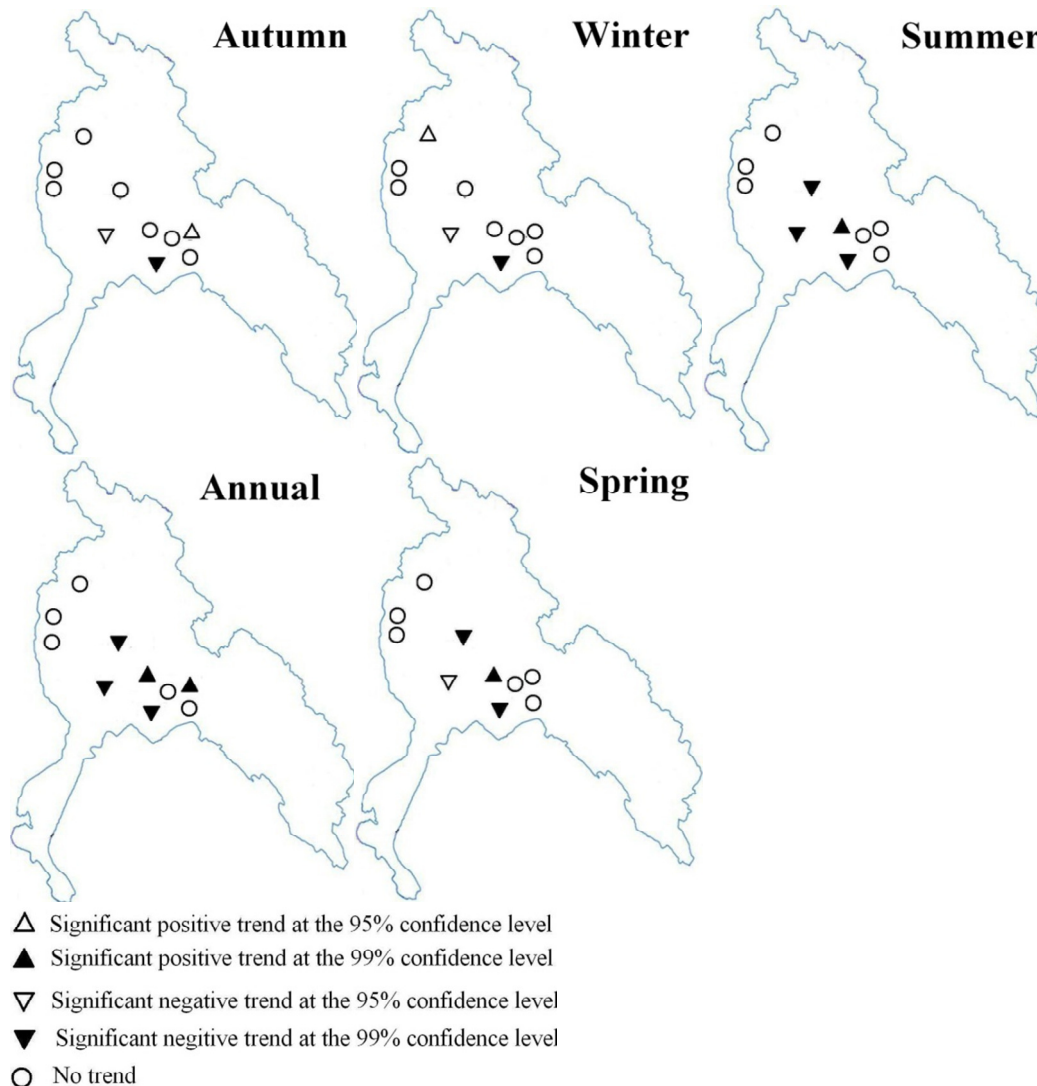 Autumn
Winter
Summer
Annual
Spring
Significant positive trend at the 95% confidence level
Significant positive trend at the 99% confidence level
Significant negative trend at the 95% confidence level
Significant negitive trend at the 99% confidence level
No trend